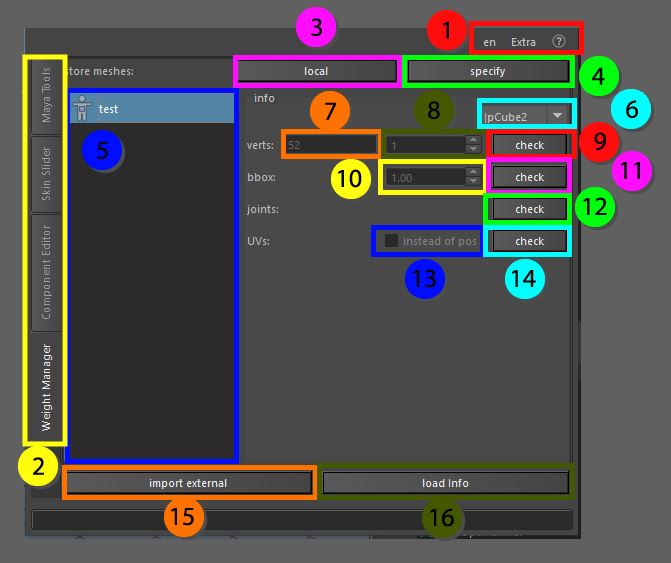 1
en Extra ?
3
4
store meshes: local specify
Maya Tools
Skin Slider
Component Editor
Weight Manager
2
test
5
info
7
8
6
pCube2
verts: 52 1 check
9
10
bbox: 1.00 check
11
joints: check
12
UVs: instead of pos check
13
14
import external load Info
15
16